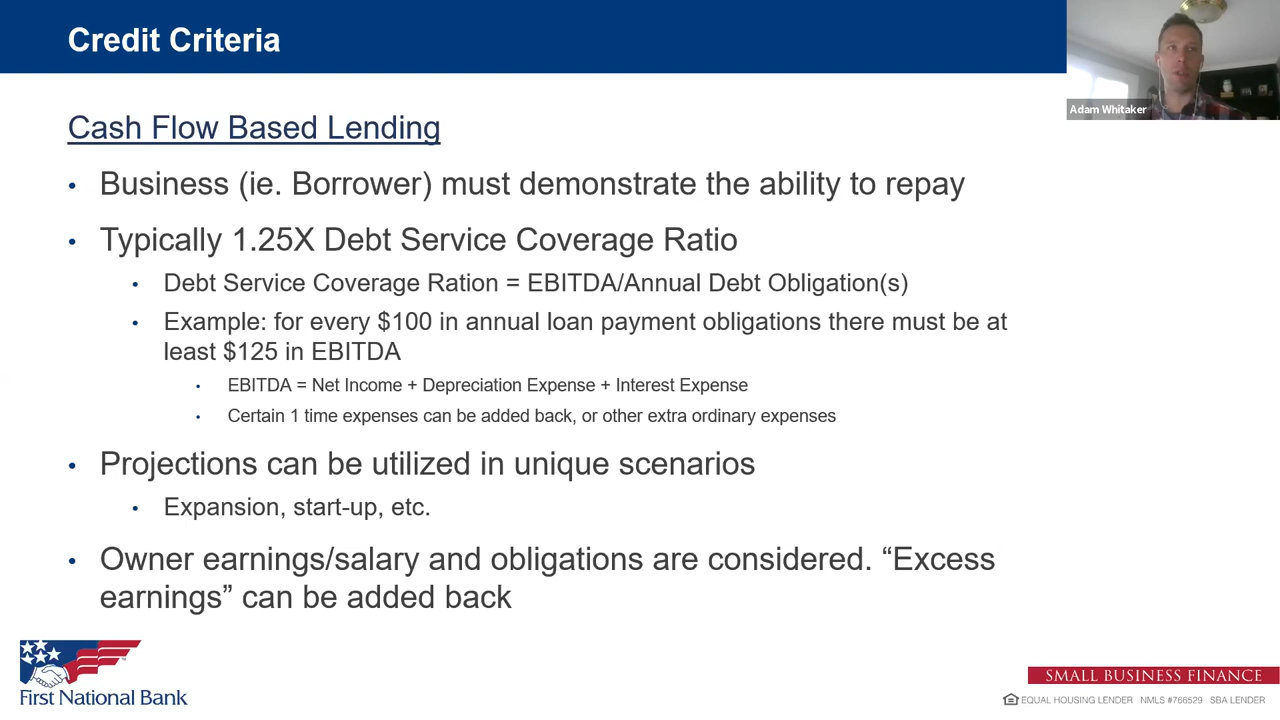 Credit Criteria
Adam Whitaker
Cash Flow Based Lending
• Business (ie. Borrower) must demonstrate the ability to repay
• Typically 1.25X Debt Service Coverage Ratio
• Debt Service Coverage Ration = EBITDA/Annual Debt Obligation(s)
• Example: for every $100 in annual loan payment obligations there must be at
least $125 in EBITDA
• EBITDA = Net Income + Depreciation Expense + Interest Expense
• Certain 1 time expenses can be added back, or other extra ordinary expenses
• Projections can be utilized in unique scenarios
• Expansion, start-up, etc.
• Owner earnings/salary and obligations are considered. “Excess
earnings” can be added back
First National Bank
SMALL BUSINESS FINANCE
EQUAL HOUSING LENDER NMLS #766529 SBA LENDER